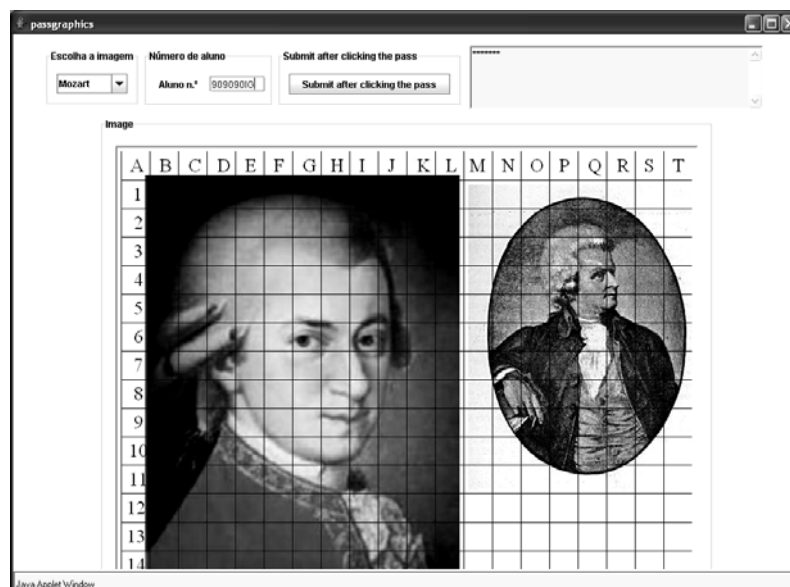 passgraphics
Escolha a imagem Número de aluno Submit after clicking the pass
*******
Mozart Aluno n.º 909090IO Submit after clicking the pass
Image
A B C D E F G H I J K L M N O P Q R S T
1
2
3
4
5
6
7
8
9
10
11
12
13
14
Java Applet Window